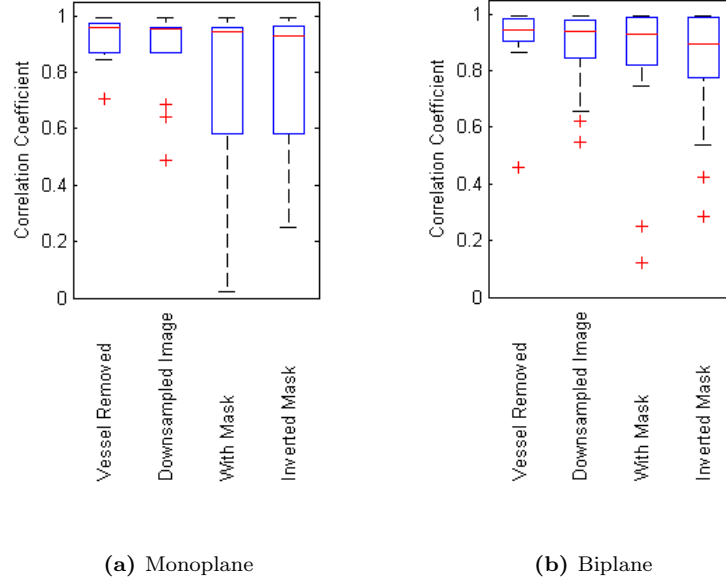 Correlation Coefficient
1
0.8
0.6
0.4
0.2
0
Vessel Removed
Downsampled Image
With Mask
Inverted Mask
(a) Monoplane
Correlation Coefficient
1
0.8
0.6
0.4
0.2
0
Vessel Removed
Downsampled Image
With Mask
Inverted Mask
(b) Biplane